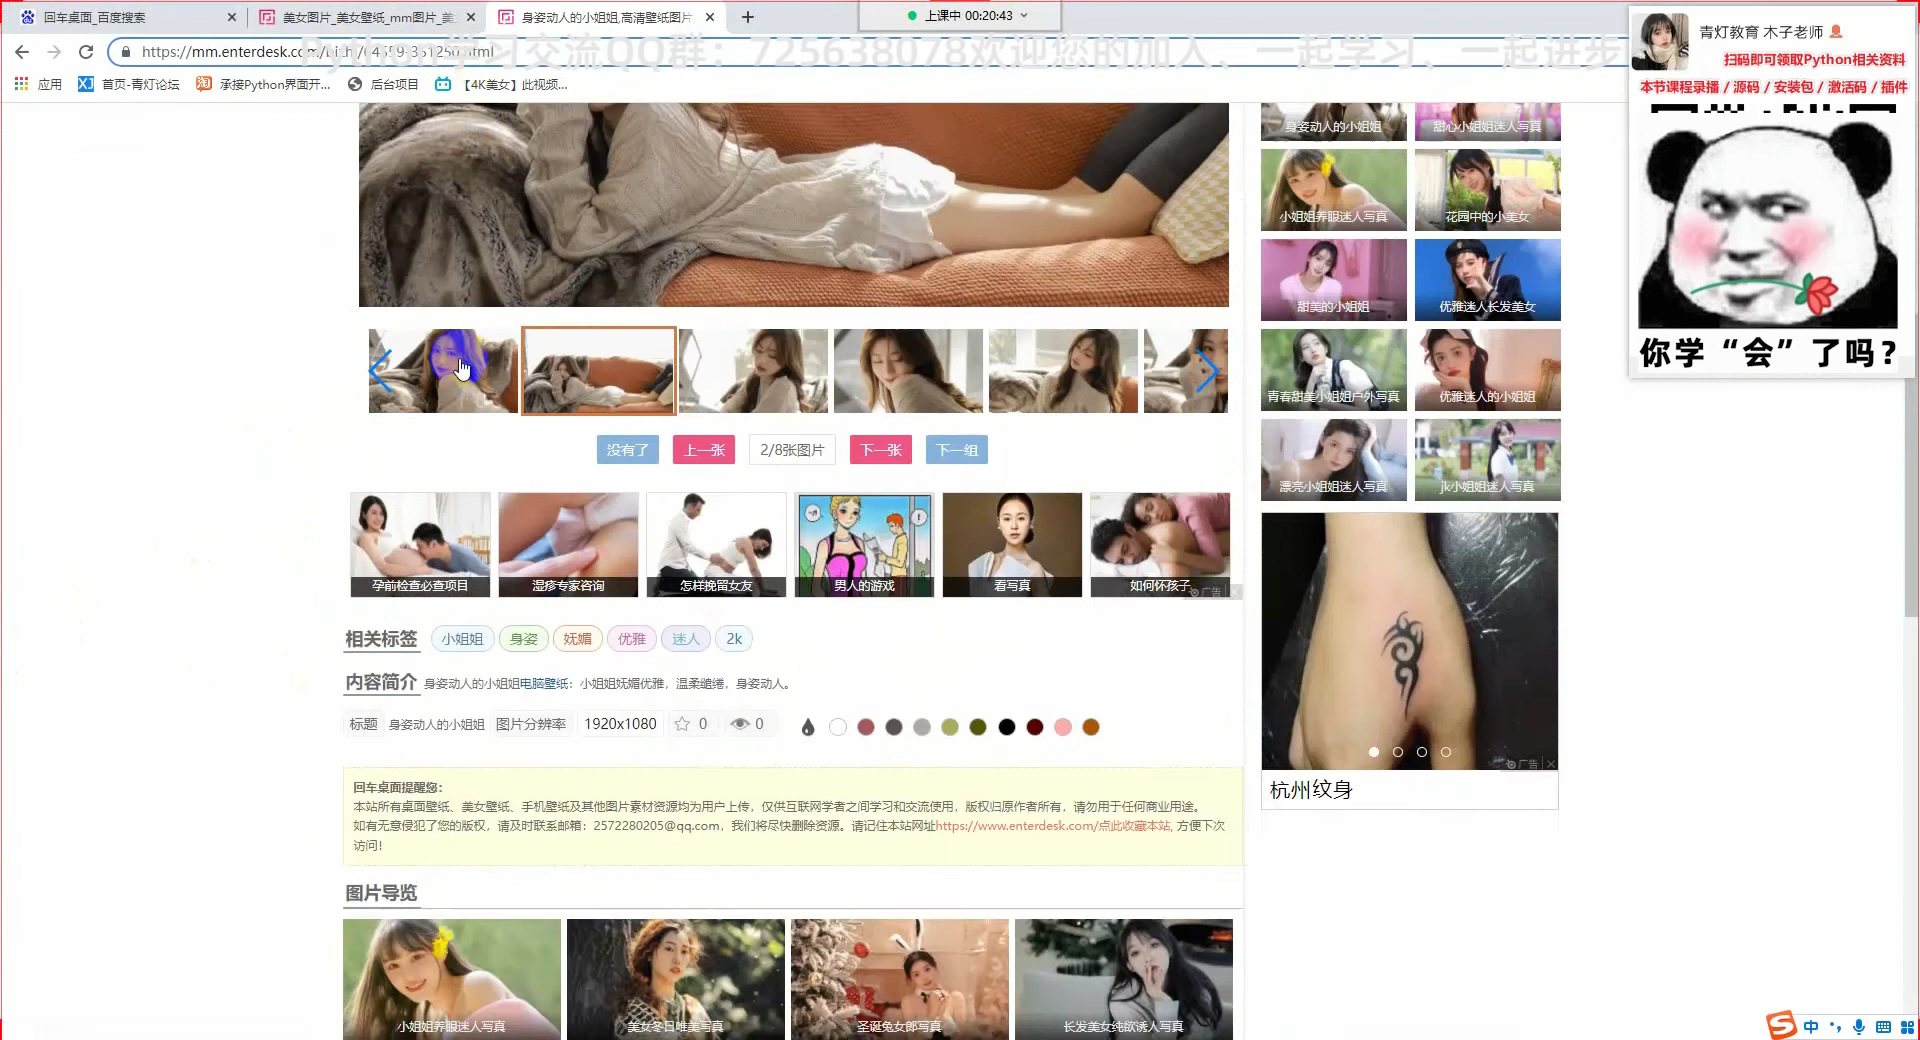 回车桌面_百度搜索
美女图片_美女壁纸_mm图片_美
身姿动人的小姐姐,高清壁纸图片
上课中 00:20:43
学习交流QQ群：725638078欢迎您的加入、一起学习、一起进步
应用
首页-青灯论坛
承接Python界面开...
后台项目
【4K美女】此视频...
青灯教育 木子老师
扫码即可领取Python相关资料
本节课程录播 / 源码 / 安装包 / 激活码 / 插件
你学“会”了吗？
身姿动人的小姐姐
甜心小姐姐迷人写真
小姐姐养眼迷人写真
花园中的小美女
甜美的小姐姐
优雅迷人长发美女
青春甜美小姐姐户外写真
优雅迷人的小姐姐
漂亮小姐姐迷人写真
jk小姐姐迷人写真
没有了
上一张
2/8张图片
下一张
下一组
孕前检查必查项目
湿疹专家咨询
怎样挽留女友
男人的游戏
看写真
如何怀孩子
广告
相关标签
小姐姐
身姿
妩媚
优雅
迷人
2k
内容简介
身姿动人的小姐姐电脑壁纸：小姐姐妩媚优雅，温柔缱绻，身姿动人。
标题
身姿动人的小姐姐
图片分辨率
1920x1080
0
0
广告
杭州纹身
回车桌面提醒您：
本站所有桌面壁纸、美女壁纸、手机壁纸及其他图片素材资源均为用户上传，仅供互联网学者之间学习和交流使用，版权归原作者所有，请勿用于任何商业用途。
如有无意侵犯了您的版权，请及时联系邮箱：2572280205@qq.com，我们将尽快删除资源。请记住本站网址https://www.enterdesk.com/点此收藏本站, 方便下次
访问！
图片导览
小姐姐养眼迷人写真
美女冬日唯美写真
圣诞兔女郎写真
长发美女纯欲诱人写真
中